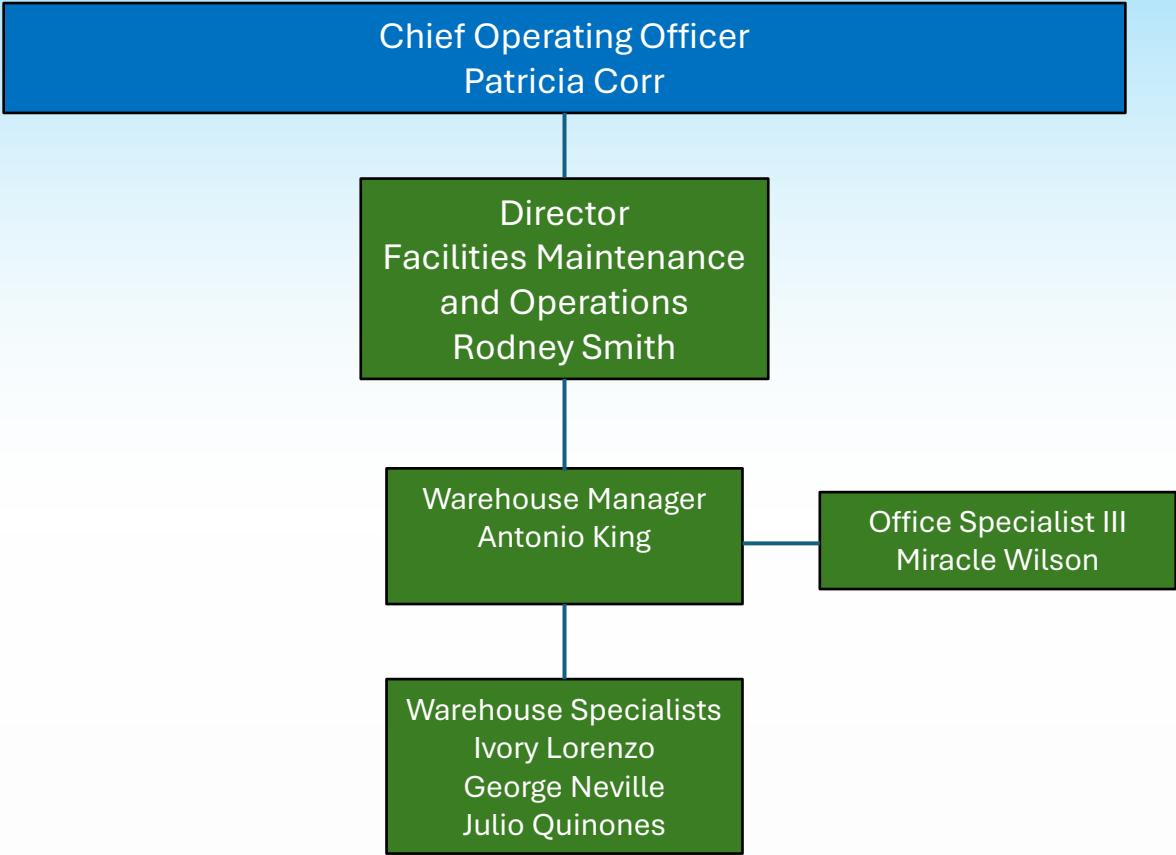 Chief Operating Officer
Patricia Corr
Director
Facilities Maintenance
and Operations
Rodney Smith
Warehouse Manager
Antonio King
Office Specialist III
Miracle Wilson
Warehouse Specialists
Ivory Lorenzo
George Neville
Julio Quinones